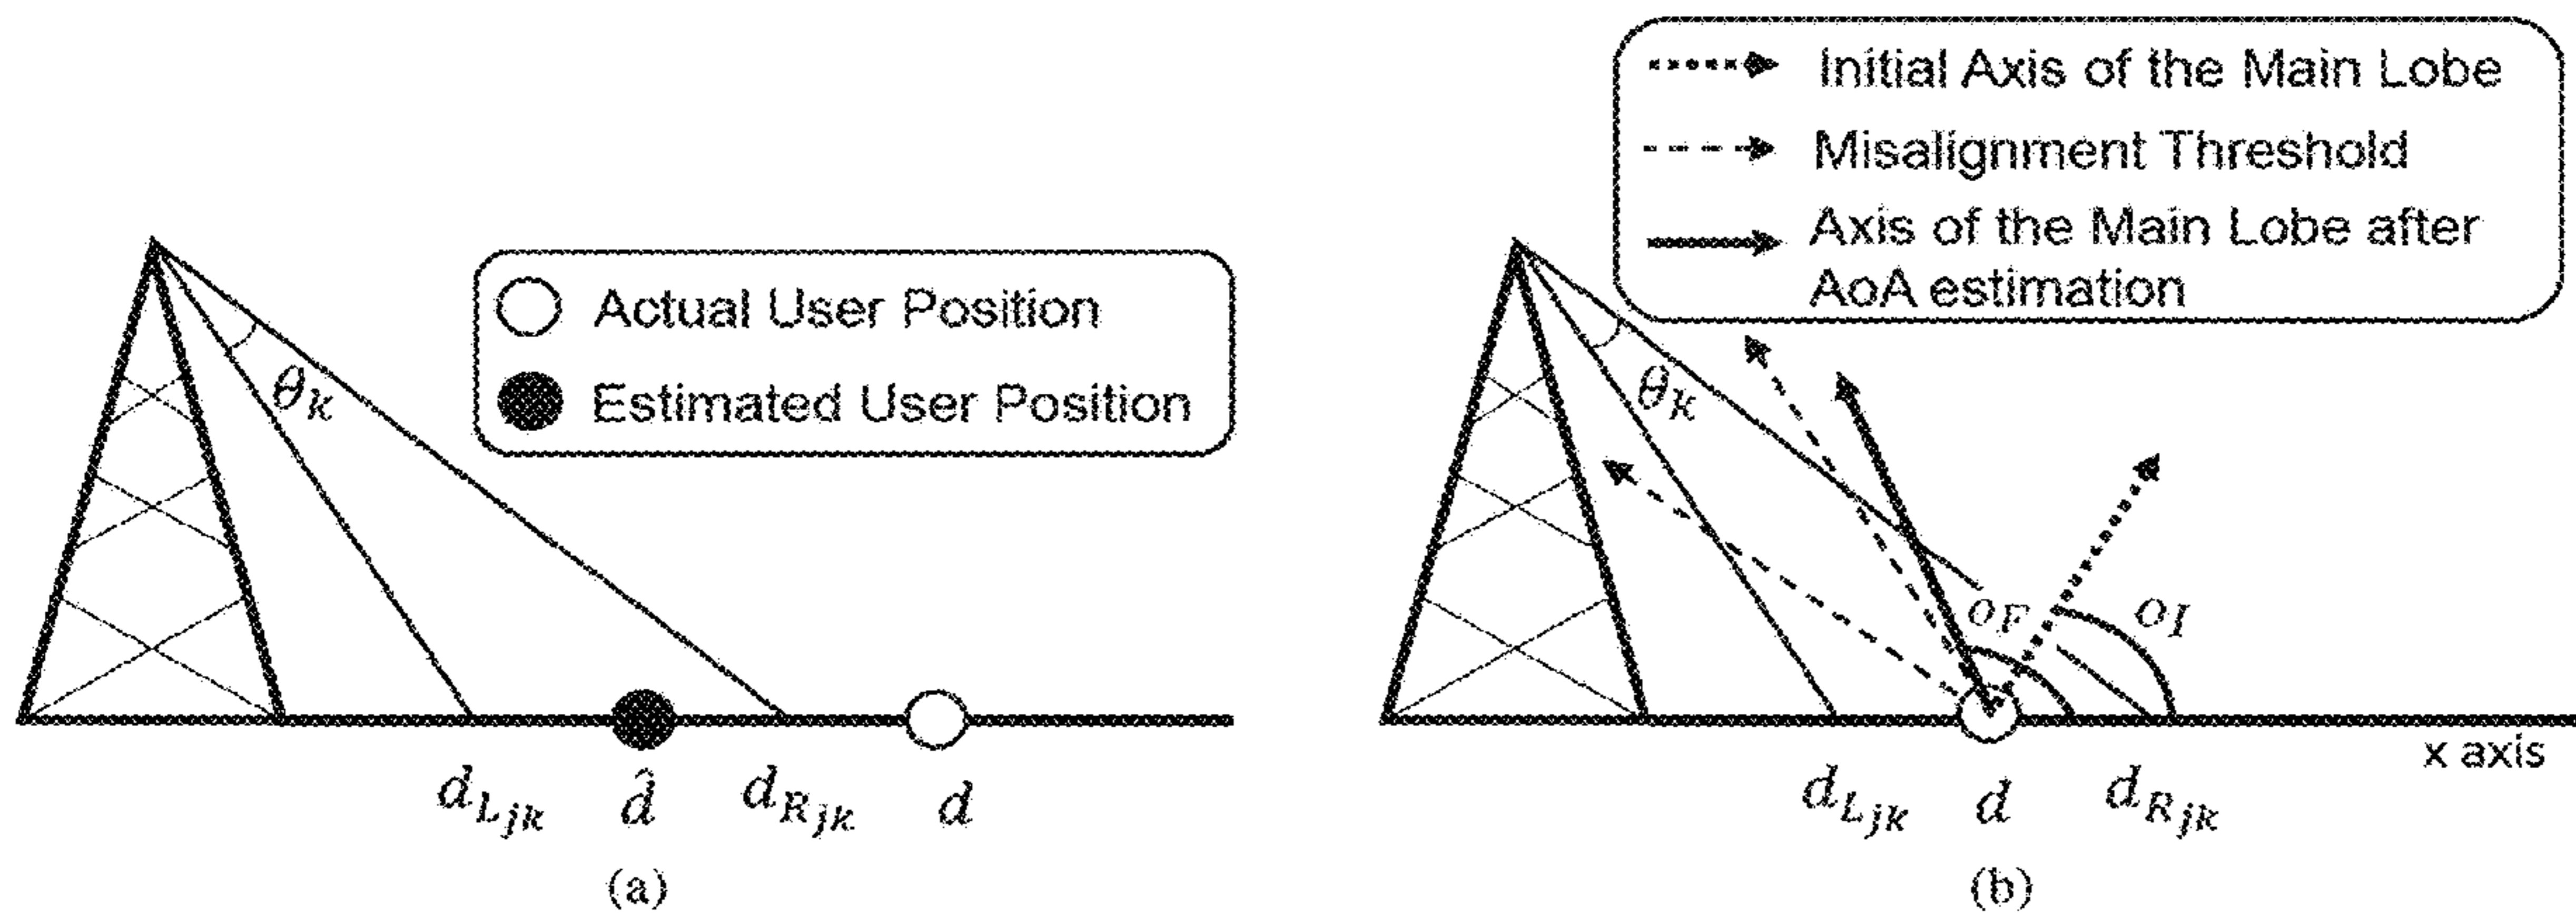 Actual User Position
Estimated User Position
θk
dLjk
d̂
dRjk
d
(a)
Initial Axis of the Main Lobe
Misalignment Threshold
Axis of the Main Lobe after
AoA estimation
θk
oF
oI
x axis
dLjk
d
dRjk
(b)